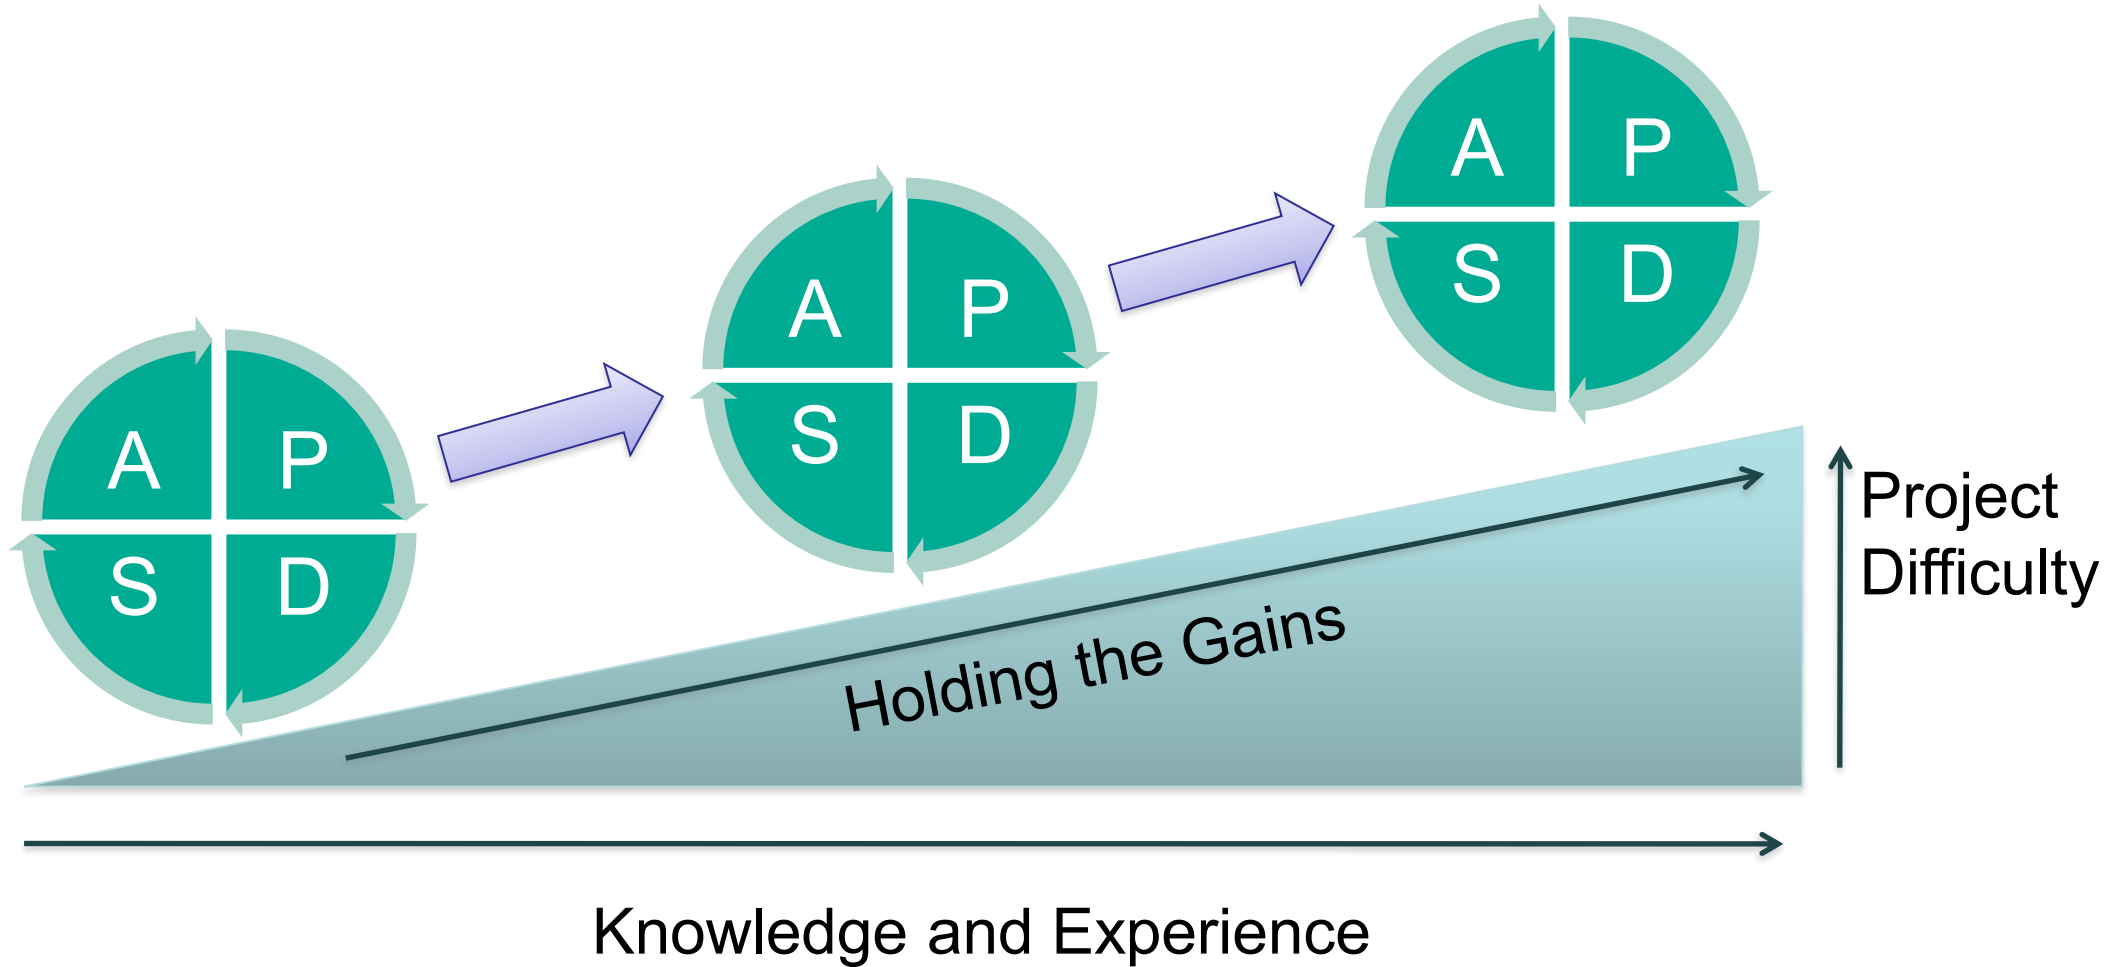 A P
S D
A P
S D
A P
S D
Holding the Gains
Project
Difficulty
Knowledge and Experience